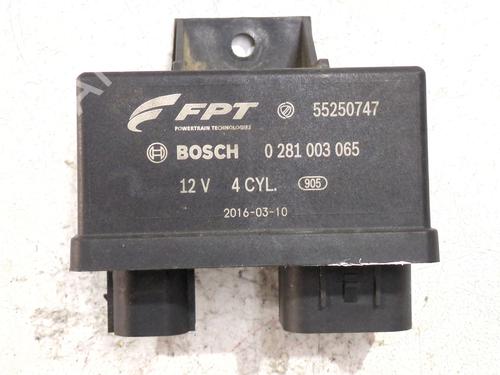 FPT 55250747
POWERTRAIN TECHNOLOGIES
BOSCH 0 281 003 065
12 V 4 CYL. 905
2016-03-10